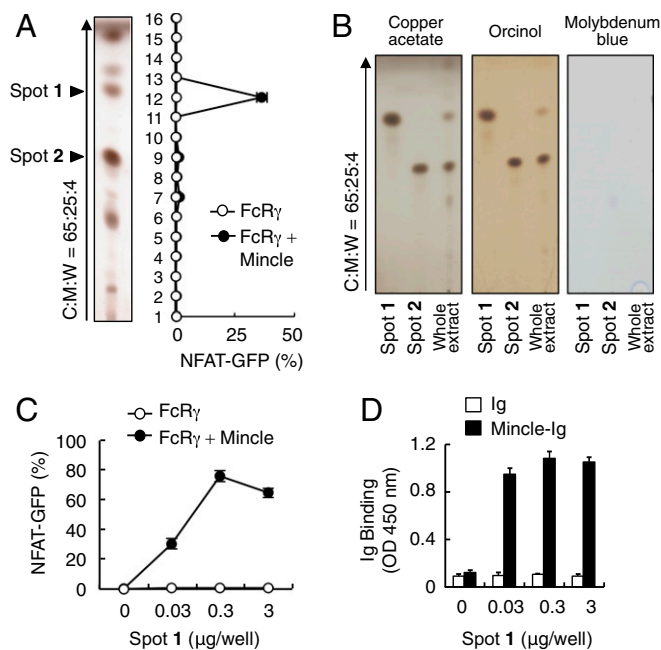 A
Spot 1
Spot 2
C:M:W = 65:25:4
16
15
14
13
12
11
10
9
8
7
6
5
4
3
2
1
FcRγ
FcRγ +
Mincle
0
25
50
NFAT-GFP (%)
B
Copper
acetate
Orcinol
Molybdenum
blue
C:M:W = 65:25:4
Spot 1
Spot 2
Whole
extract
Spot 1
Spot 2
Whole
extract
Spot 1
Spot 2
Whole
extract
C
FcRγ
FcRγ + Mincle
NFAT-GFP (%)
100
80
60
40
20
0
0
0.03
0.3
3
Spot 1 (μg/well)
D
Ig
Mincle-Ig
Ig Binding
(OD 450 nm)
1.2
0.8
0.4
0
0
0.03
0.3
3
Spot 1 (μg/well)